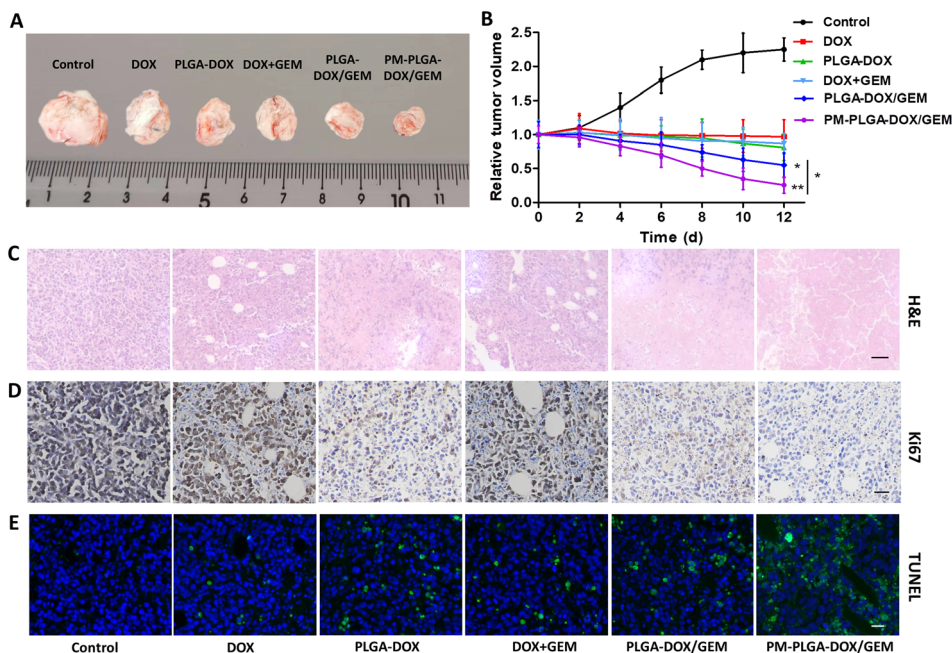 A
Control DOX PLGA-DOX DOX+GEM PLGA-DOX/GEM PM-PLGA-DOX/GEM
1 2 3 4 5 6 7 8 9 10 11
B
Relative tumor volume
2.5
2.0
1.5
1.0
0.5
0.0
0 2 4 6 8 10 12
Time (d)
Control
DOX
PLGA-DOX
DOX+GEM
PLGA-DOX/GEM
PM-PLGA-DOX/GEM
*
**
*
C
H&E
D
Ki67
E
TUNEL
Control DOX PLGA-DOX DOX+GEM PLGA-DOX/GEM PM-PLGA-DOX/GEM